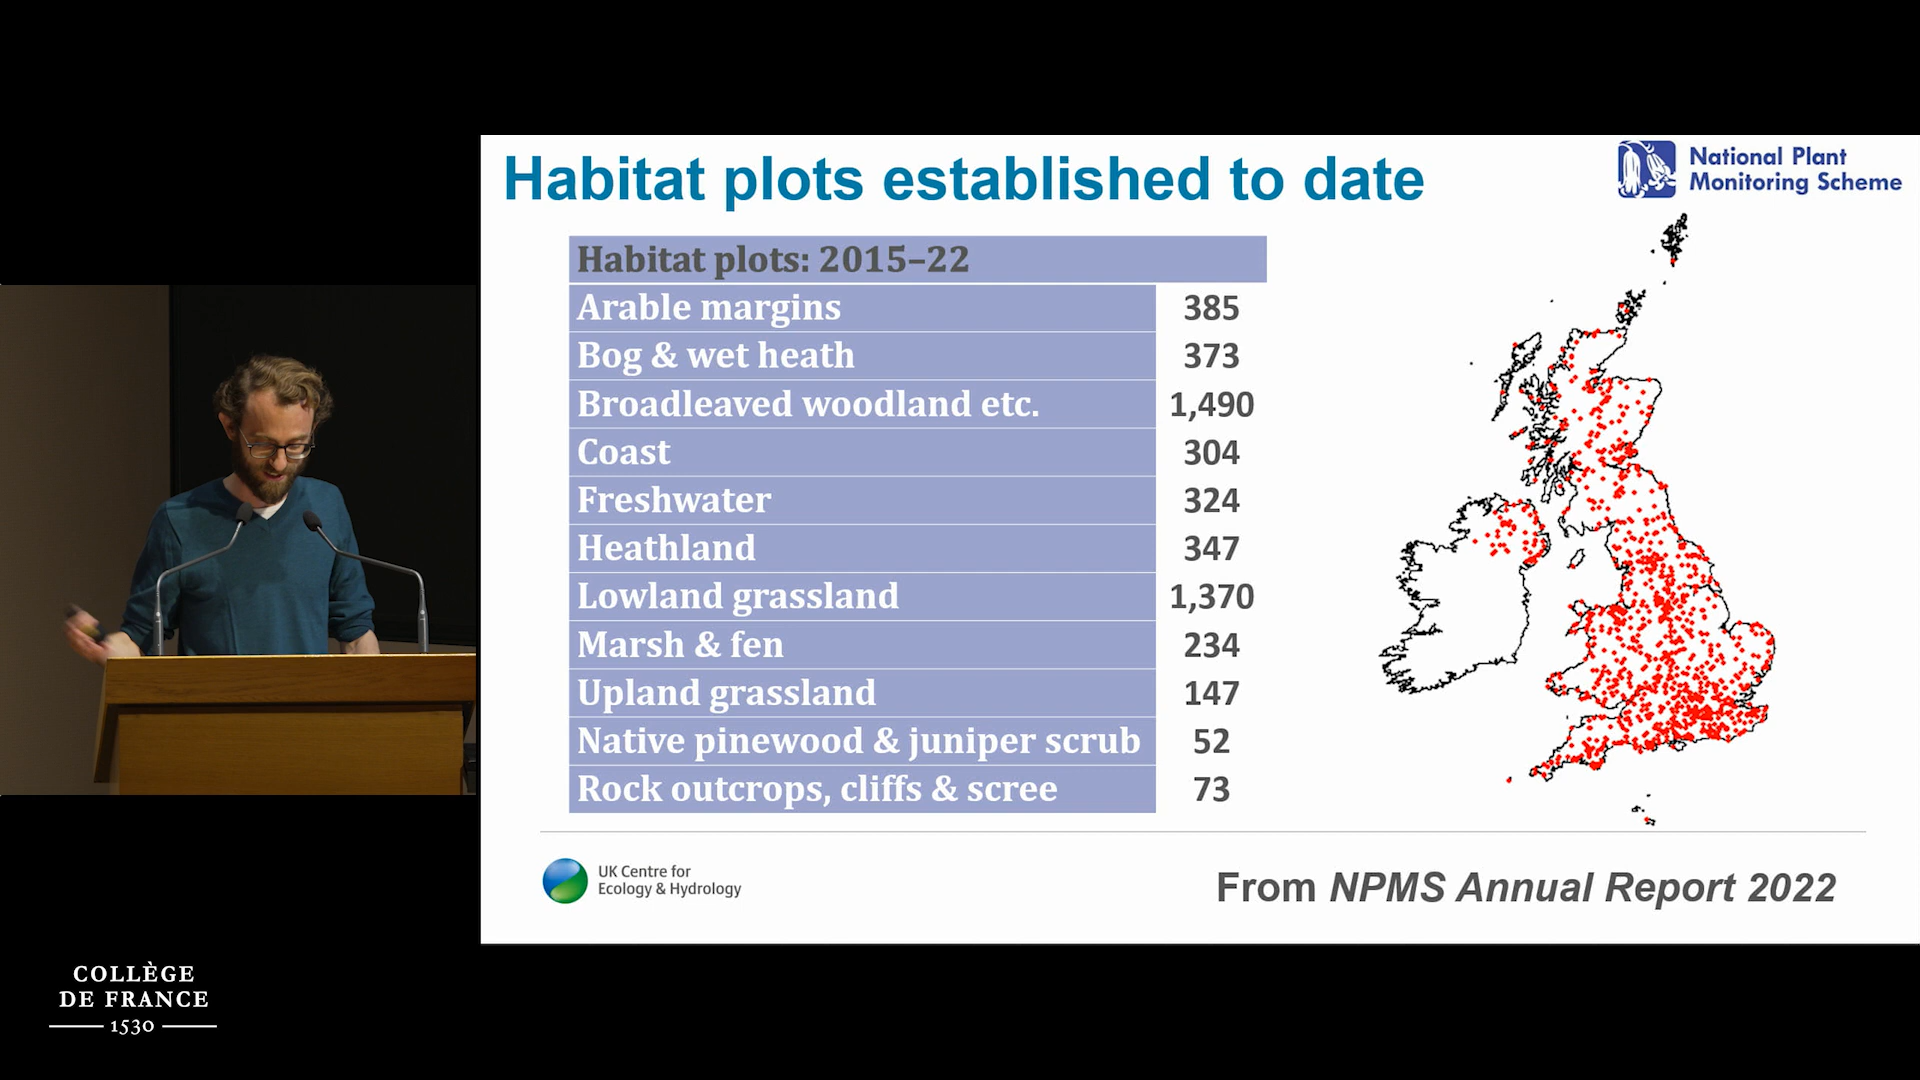 Habitat plots established to date
National Plant
Monitoring Scheme
Habitat plots: 2015–22
Arable margins 385
Bog & wet heath 373
Broadleaved woodland etc. 1,490
Coast 304
Freshwater 324
Heathland 347
Lowland grassland 1,370
Marsh & fen 234
Upland grassland 147
Native pinewood & juniper scrub 52
Rock outcrops, cliffs & scree 73
UK Centre for
Ecology & Hydrology
From NPMS Annual Report 2022
COLLÈGE
DE FRANCE
1530